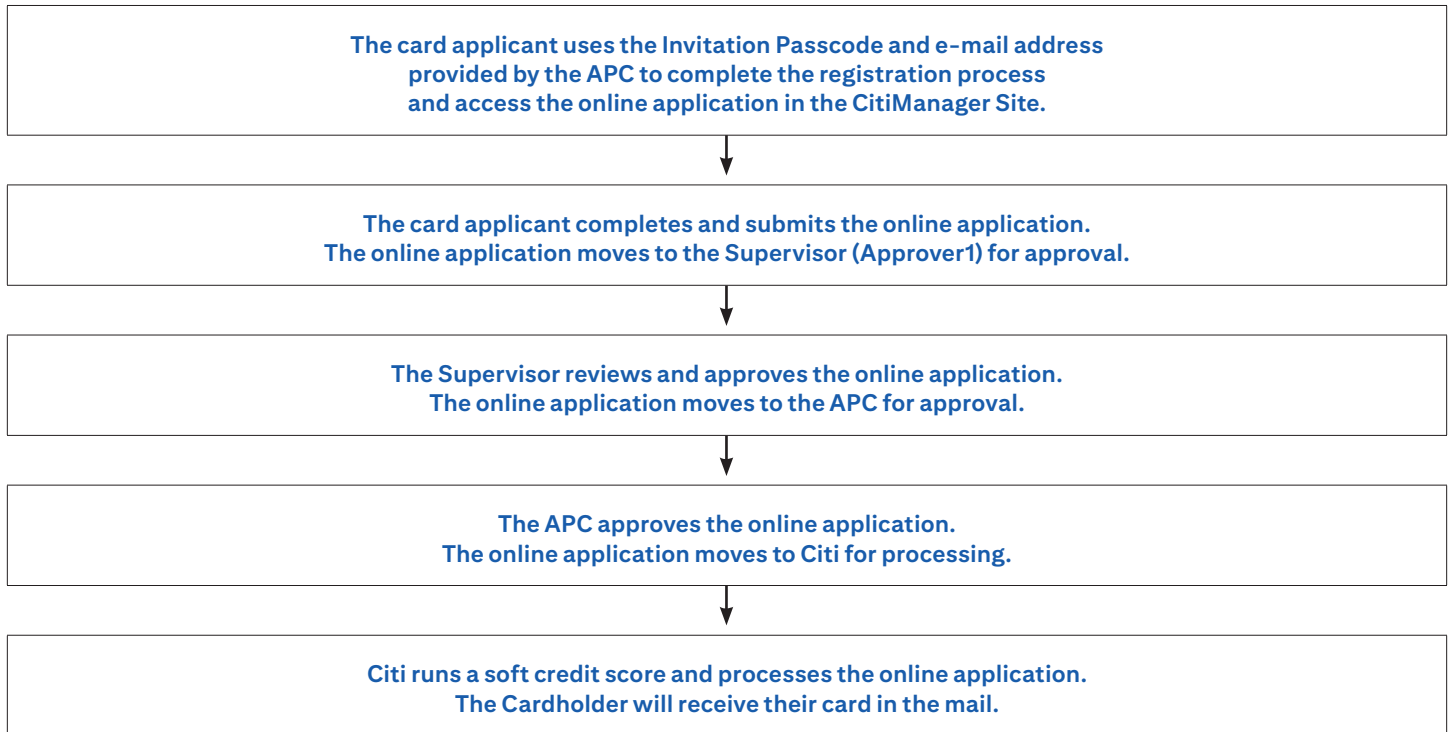 The card applicant uses the Invitation Passcode and e-mail address
provided by the APC to complete the registration process
and access the online application in the CitiManager Site.
The card applicant completes and submits the online application.
The online application moves to the Supervisor (Approver1) for approval.
The Supervisor reviews and approves the online application.
The online application moves to the APC for approval.
The APC approves the online application.
The online application moves to Citi for processing.
Citi runs a soft credit score and processes the online application.
The Cardholder will receive their card in the mail.